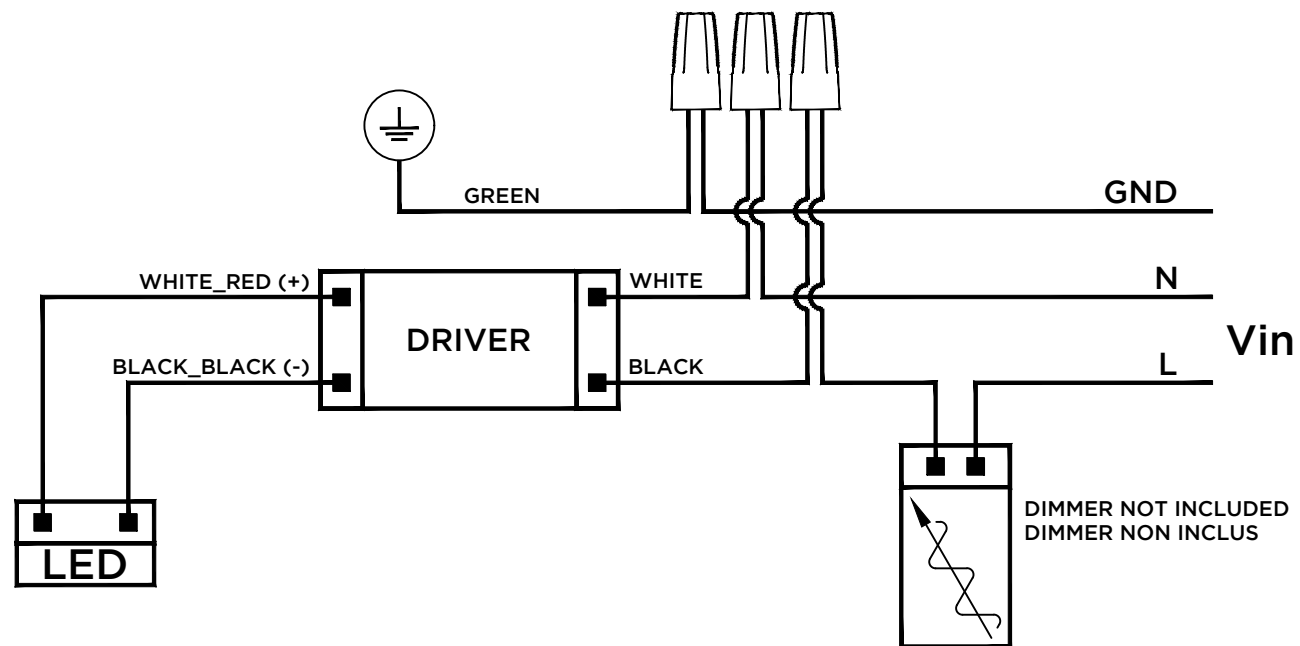 GREEN
GND
WHITE_RED (+)
WHITE
N
DRIVER
Vin
BLACK_BLACK (-)
BLACK
L
DIMMER NOT INCLUDED
DIMMER NON INCLUS
LED